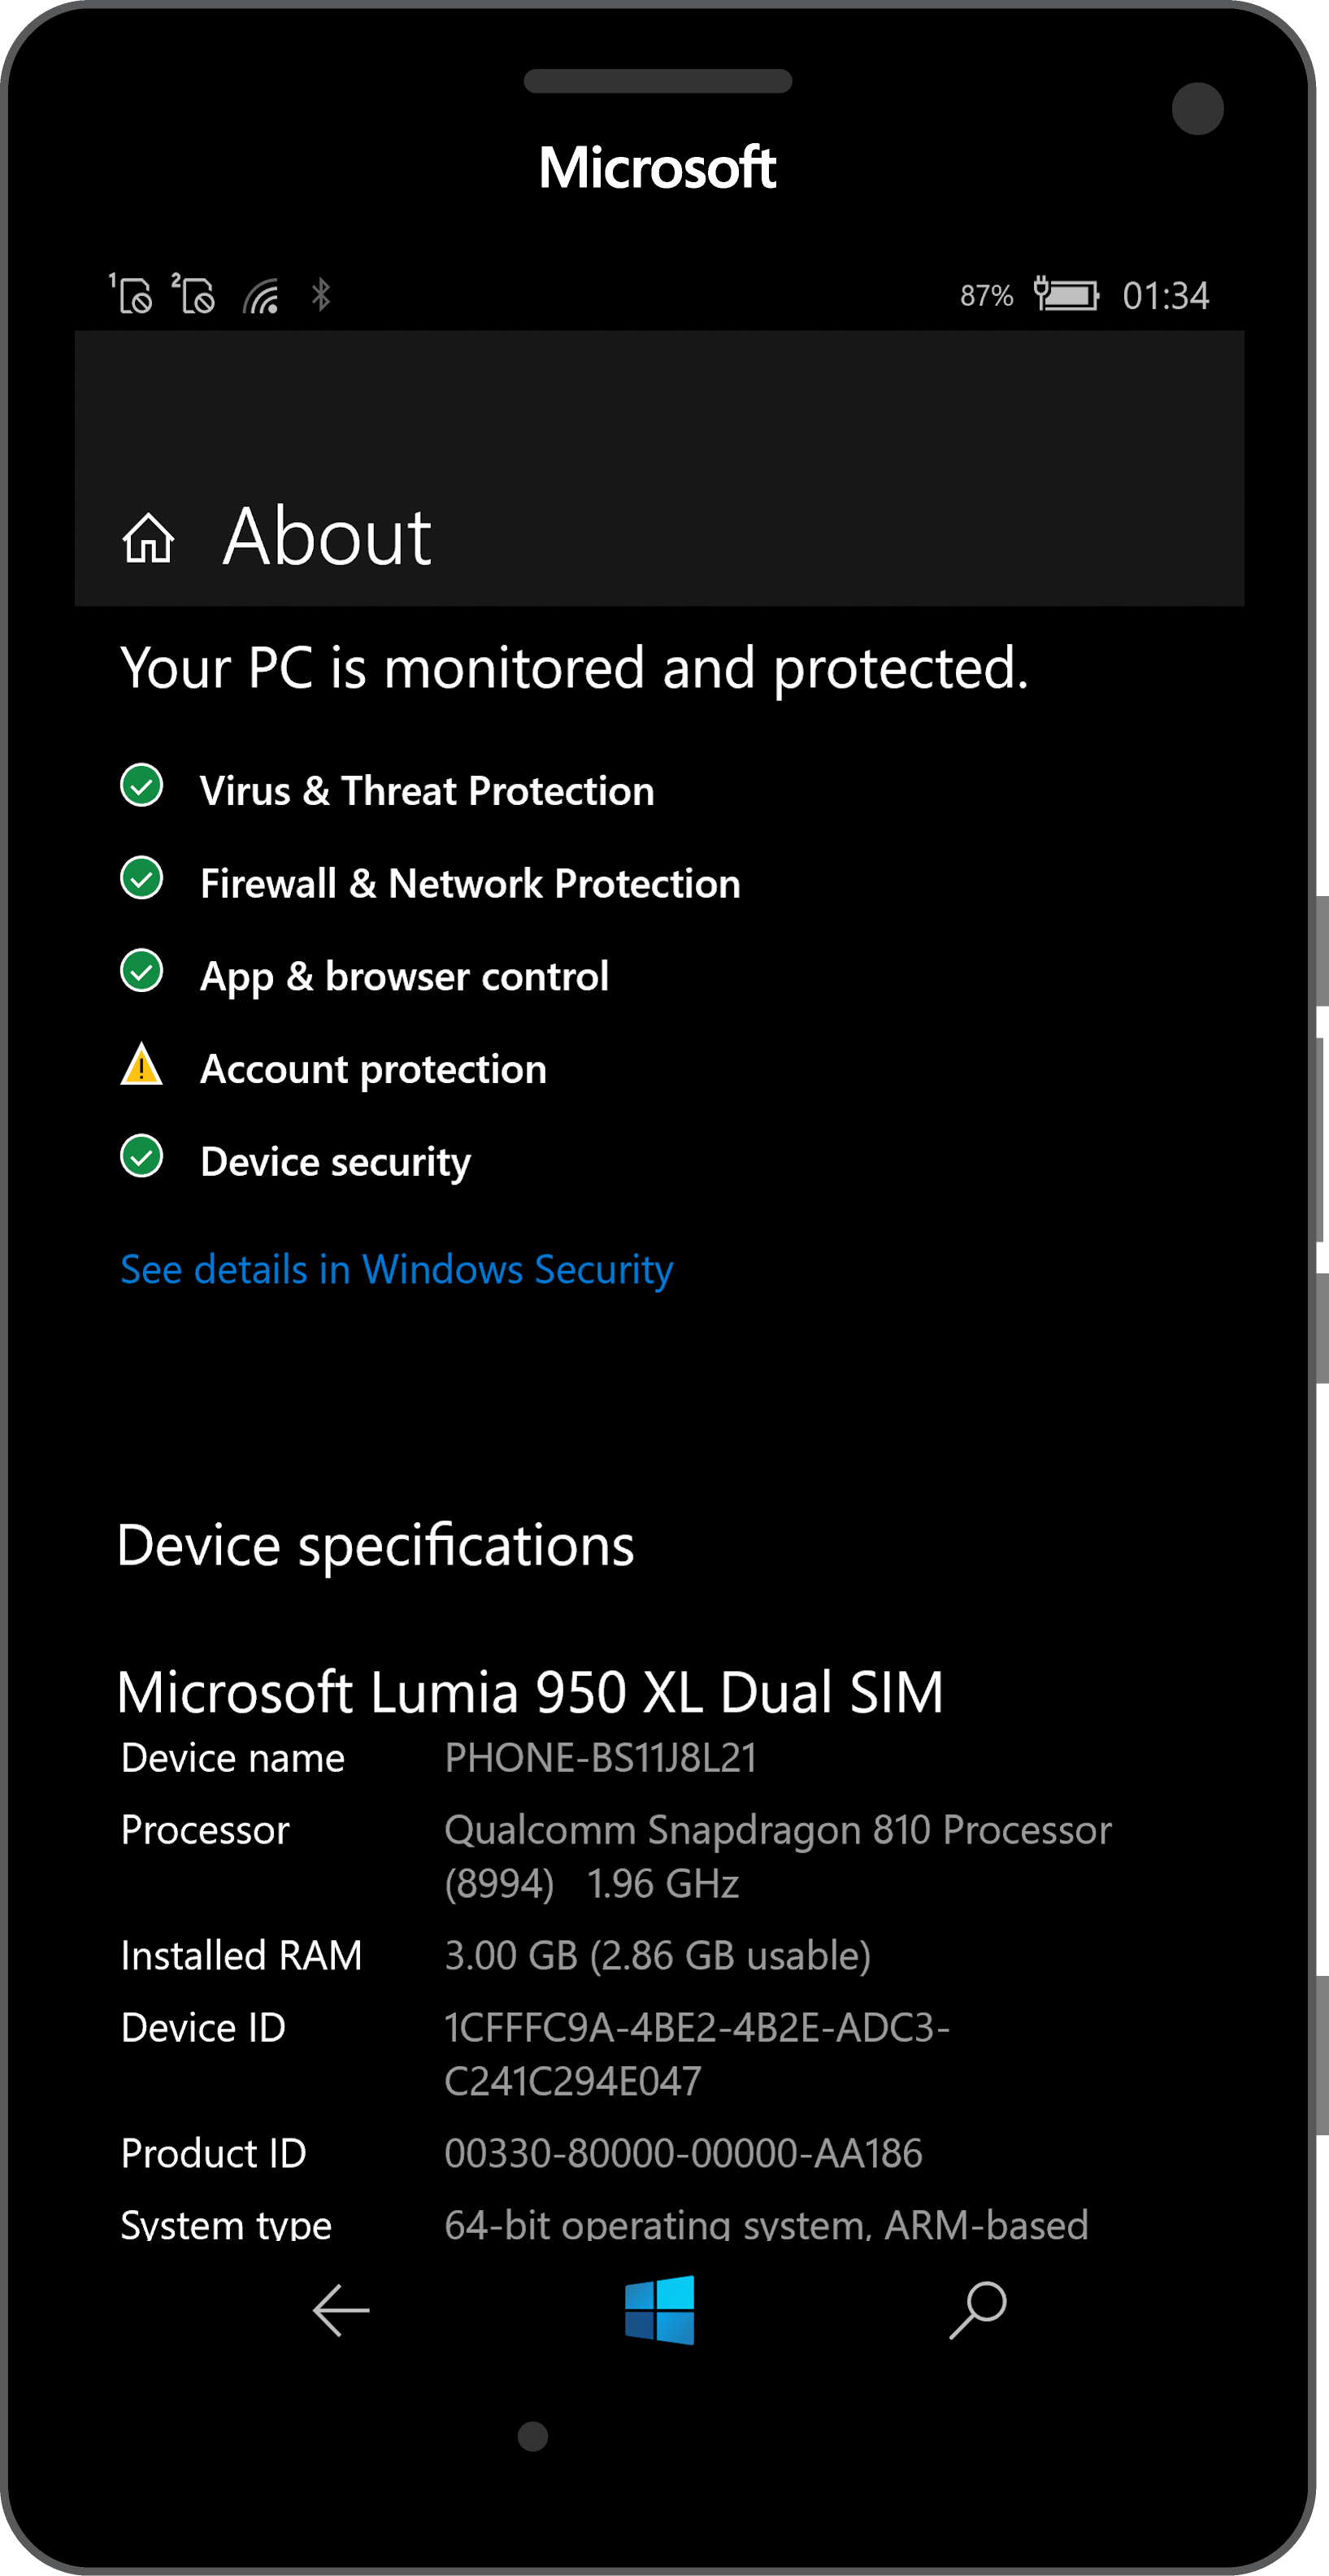 Microsoft
1 2 87% 01:34
About
Your PC is monitored and protected.
Virus & Threat Protection
Firewall & Network Protection
App & browser control
Account protection
Device security
See details in Windows Security
Device specifications
Microsoft Lumia 950 XL Dual SIM
Device name PHONE-BS11J8L21
Processor Qualcomm Snapdragon 810 Processor
(8994) 1.96 GHz
Installed RAM 3.00 GB (2.86 GB usable)
Device ID 1CFFFC9A-4BE2-4B2E-ADC3-
C241C294E047
Product ID 00330-80000-00000-AA186
System type 64-bit operating system, ARM-based